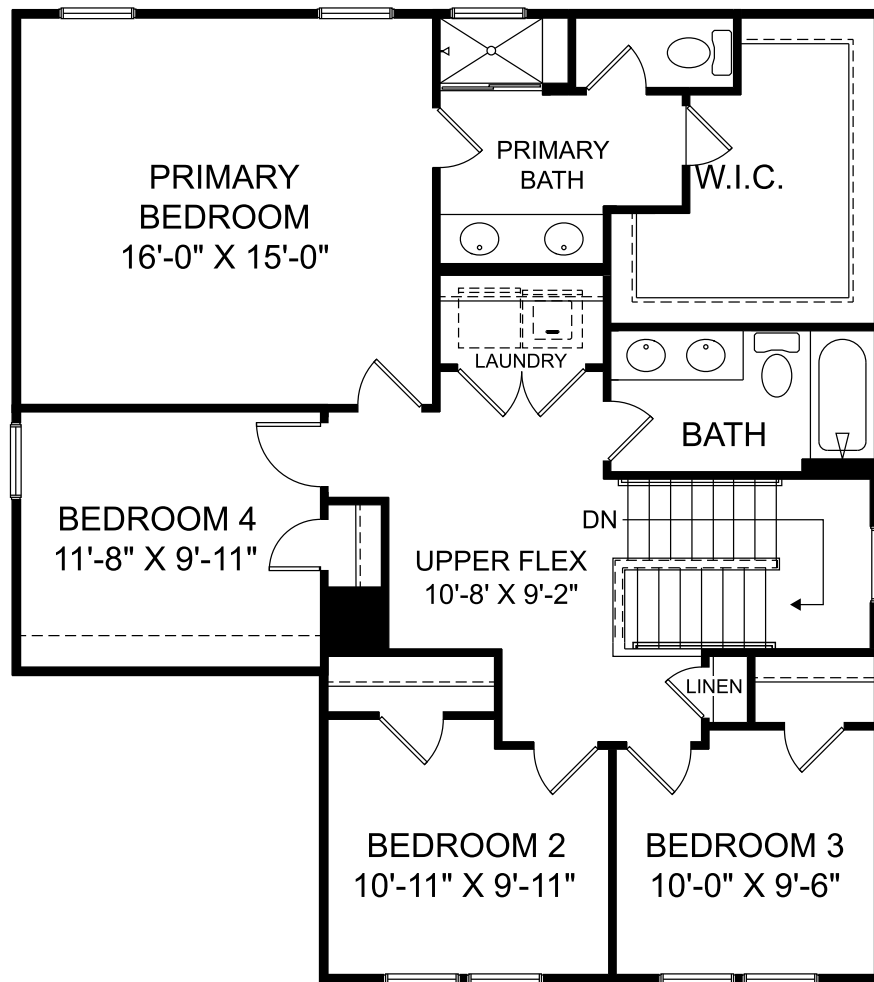 PRIMARY
BEDROOM
16'-0" X 15'-0"
PRIMARY
BATH
W.I.C.
LAUNDRY
BATH
BEDROOM 4
11'-8" X 9'-11"
DN
UPPER FLEX
10'-8' X 9'-2"
LINEN
BEDROOM 2
10'-11" X 9'-11"
BEDROOM 3
10'-0" X 9'-6"